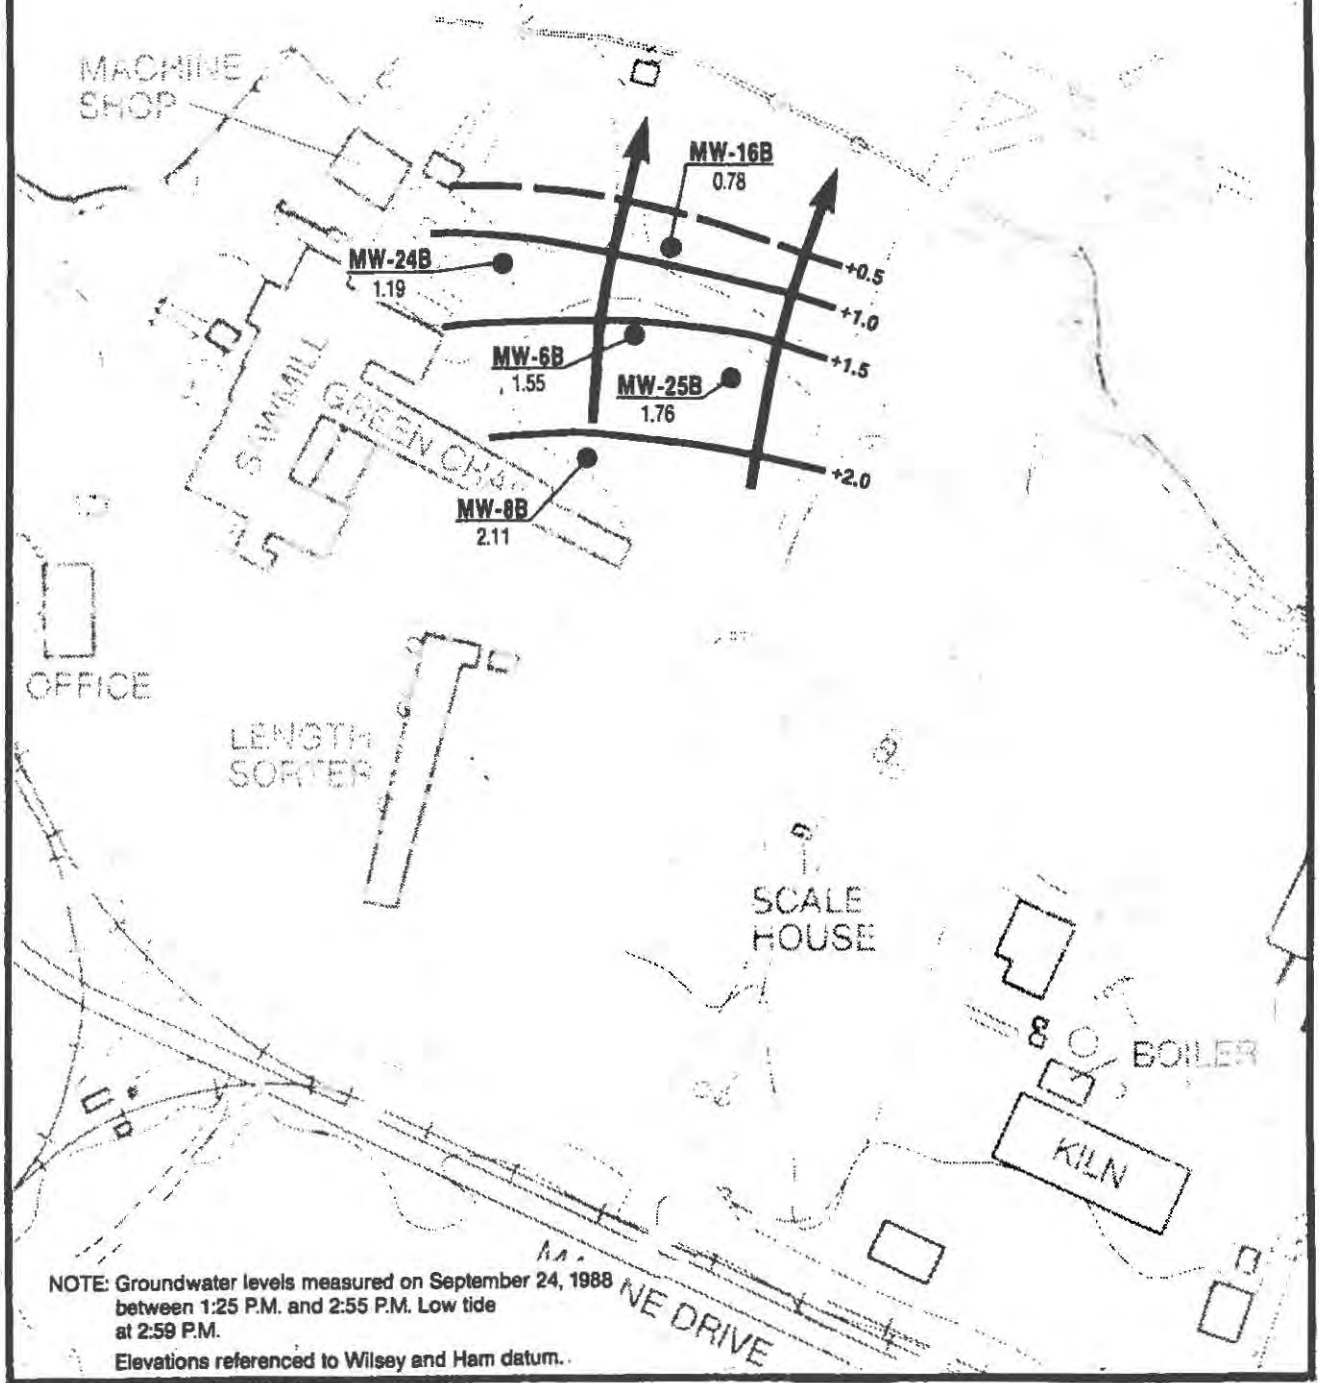 MACHINE
SHOP
MW-16B
0.78
MW-24B
1.19
+0.5
+1.0
+1.5
MW-6B
1.55
MW-25B
1.76
SAWMILL
GREEN
+2.0
MW-8B
2.11
OFFICE
LENGTH
SORTER
SCALE
HOUSE
BOILER
KILN
NOTE: Groundwater levels measured on September 24, 1988
between 1:25 P.M. and 2:55 P.M. Low tide
at 2:59 P.M.
Elevations referenced to Wilsey and Ham datum.
NE DRIVE